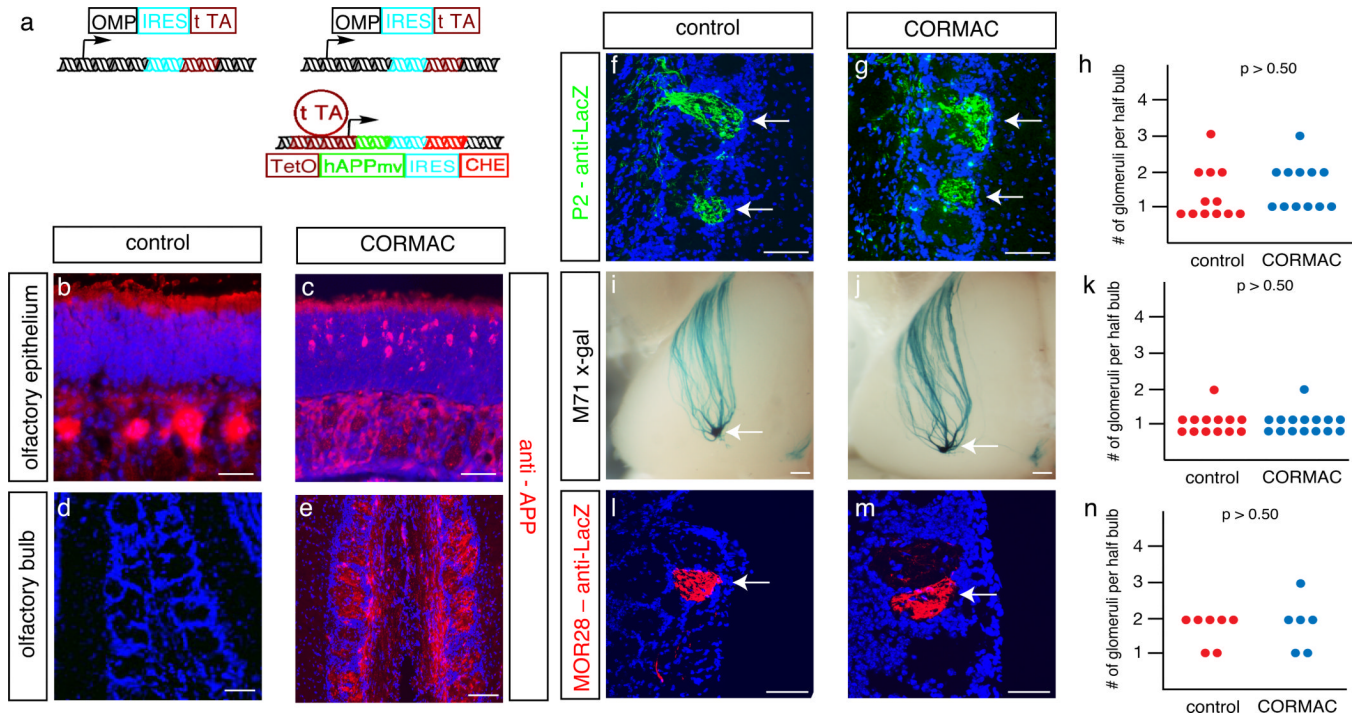 a
OMP IRES t TA
OMP IRES t TA
t TA
TetO hAPPmv IRES CHE
control
CORMAC
olfactory epithelium
b
c
olfactory bulb
d
e
anti - APP
control
CORMAC
P2 - anti-LacZ
f
g
h
p > 0.50
# of glomeruli per half bulb
4
3
2
1
control CORMAC
M71 x-gal
i
j
k
p > 0.50
# of glomeruli per half bulb
4
3
2
1
control CORMAC
MOR28 – anti-LacZ
l
m
n
p > 0.50
# of glomeruli per half bulb
4
3
2
1
control CORMAC